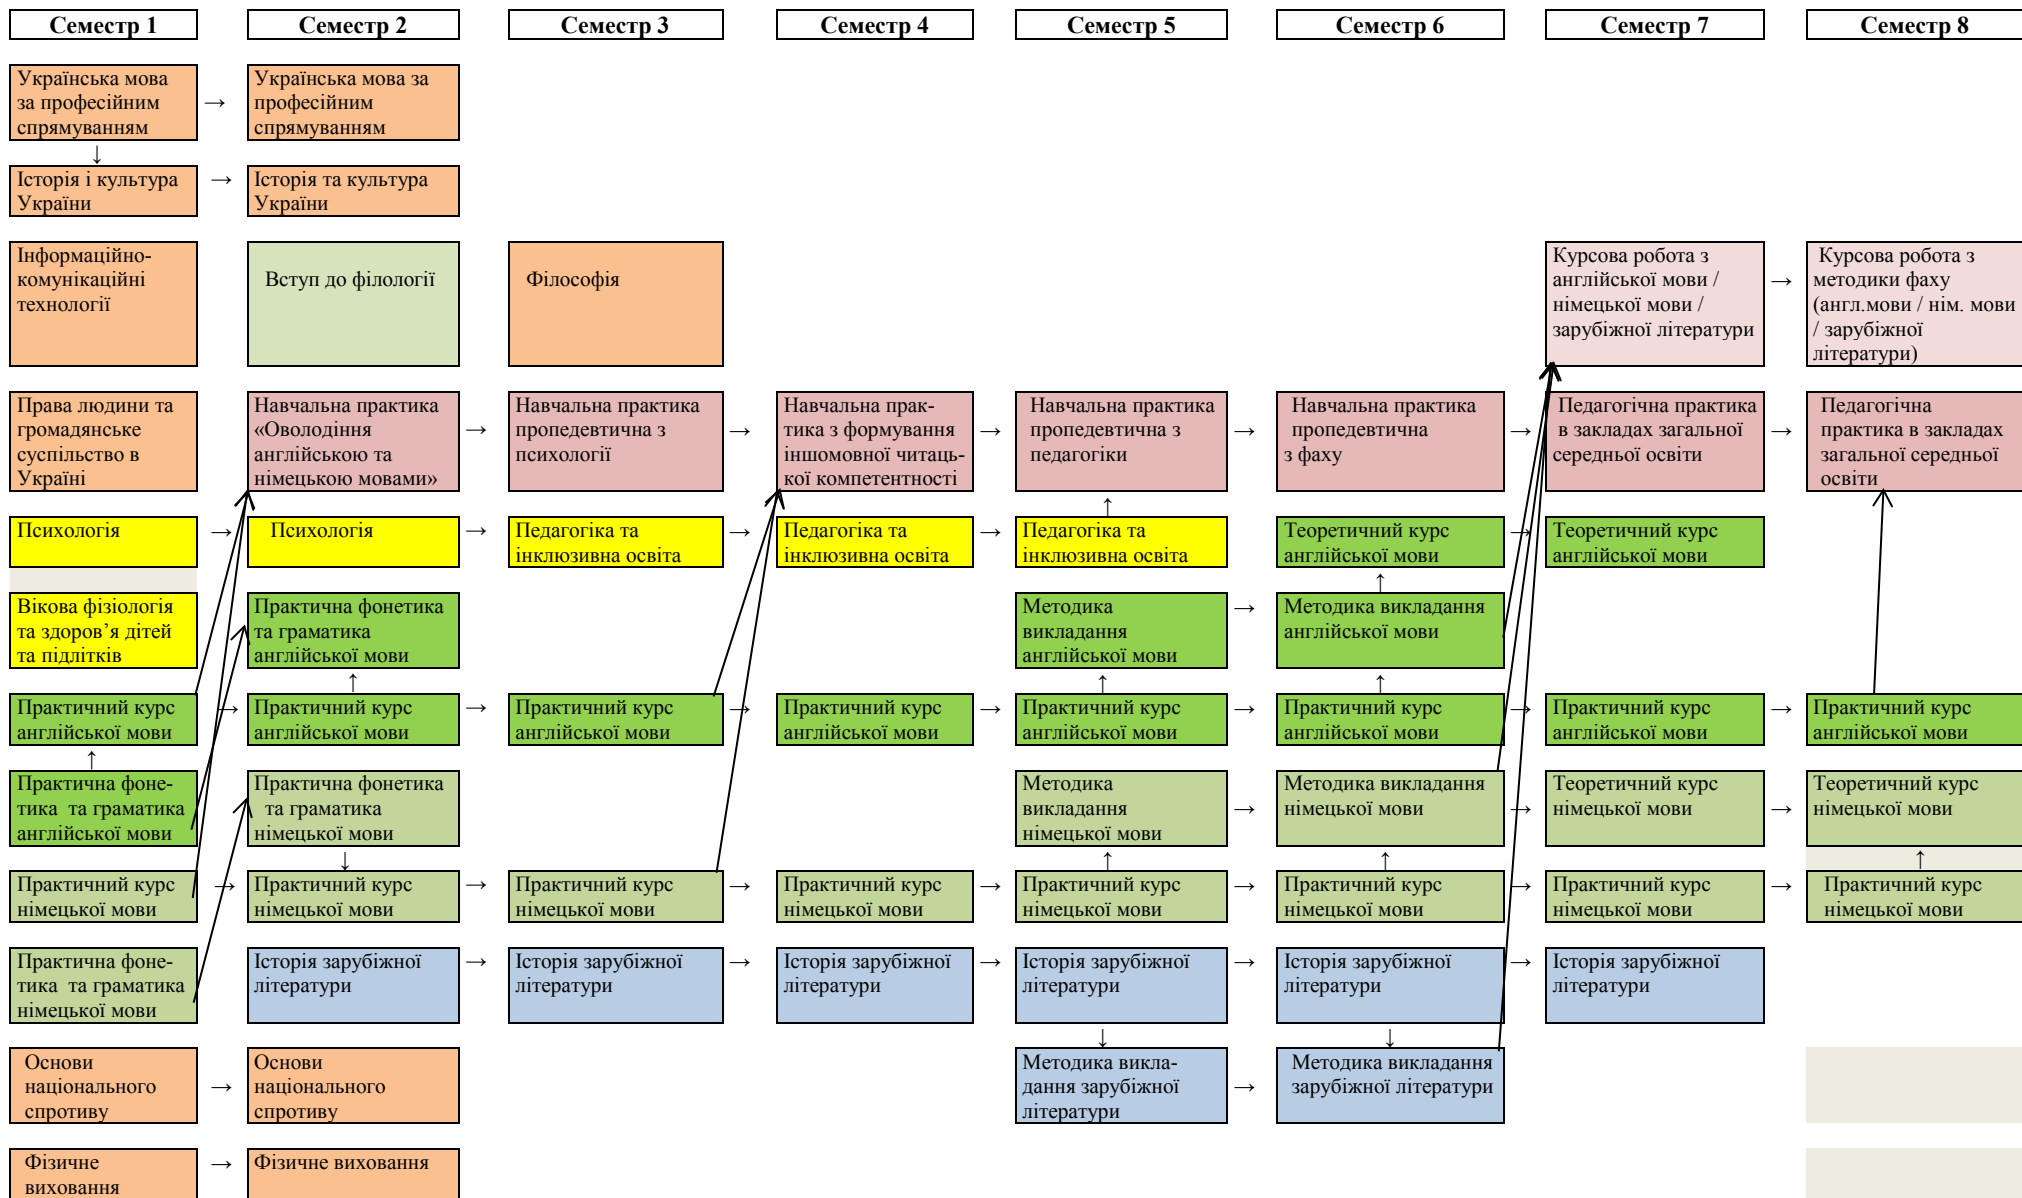 Семестр 1
Семестр 2
Семестр 3
Семестр 4
Семестр 5
Семестр 6
Семестр 7
Семестр 8
Українська мова
за професійним
спрямуванням
→
Українська мова за
професійним
спрямуванням
↓
Історія і культура
України
→
Історія та культура
України
Інформаційно-
комунікаційні
технології
Вступ до філології
Філософія
Курсова робота з
англійської мови /
німецької мови /
зарубіжної літератури
→
Курсова робота з
методики фаху
(англ.мови / нім. мови
/ зарубіжної
літератури)
Права людини та
громадянське
суспільство в
Україні
Навчальна практика
«Оволодіння
англійською та
німецькою мовами»
→
Навчальна практика
пропедевтична з
психології
→
Навчальна прак-
тика з формування
іншомовної читаць-
кої компетентності
→
Навчальна практика
пропедевтична з
педагогіки
→
Навчальна практика
пропедевтична
з фаху
→
Педагогічна практика
в закладах загальної
середньої освіти
→
Педагогічна
практика в закладах
загальної середньої
освіти
↑
Психологія
→
Психологія
→
Педагогіка та
інклюзивна освіта
→
Педагогіка та
інклюзивна освіта
→
Педагогіка та
інклюзивна освіта
Теоретичний курс
англійської мови
→
Теоретичний курс
англійської мови
↑
Вікова фізіологія
та здоров’я дітей
та підлітків
Практична фонетика
та граматика
англійської мови
Методика
викладання
англійської мови
→
Методика викладання
англійської мови
↑
↑
↑
Практичний курс
англійської мови
→
Практичний курс
англійської мови
→
Практичний курс
англійської мови
→
Практичний курс
англійської мови
→
Практичний курс
англійської мови
→
Практичний курс
англійської мови
→
Практичний курс
англійської мови
→
Практичний курс
англійської мови
↑
Практична фоне-
тика та граматика
англійської мови
Практична фонетика
та граматика
німецької мови
Методика
викладання
німецької мови
→
Методика викладання
німецької мови
→
Теоретичний курс
німецької мови
→
Теоретичний курс
німецької мови
↓
↑
↑
↑
Практичний курс
німецької мови
→
Практичний курс
німецької мови
→
Практичний курс
німецької мови
→
Практичний курс
німецької мови
→
Практичний курс
німецької мови
→
Практичний курс
німецької мови
→
Практичний курс
німецької мови
→
Практичний курс
німецької мови
Практична фоне-
тика та граматика
німецької мови
Історія зарубіжної
літератури
→
Історія зарубіжної
літератури
→
Історія зарубіжної
літератури
→
Історія зарубіжної
літератури
→
Історія зарубіжної
літератури
→
Історія зарубіжної
літератури
↓
↓
Основи
національного
спротиву
→
Основи
національного
спротиву
Методика викла-
дання зарубіжної
літератури
→
Методика викладання
зарубіжної літератури
Фізичне
виховання
→
Фізичне виховання